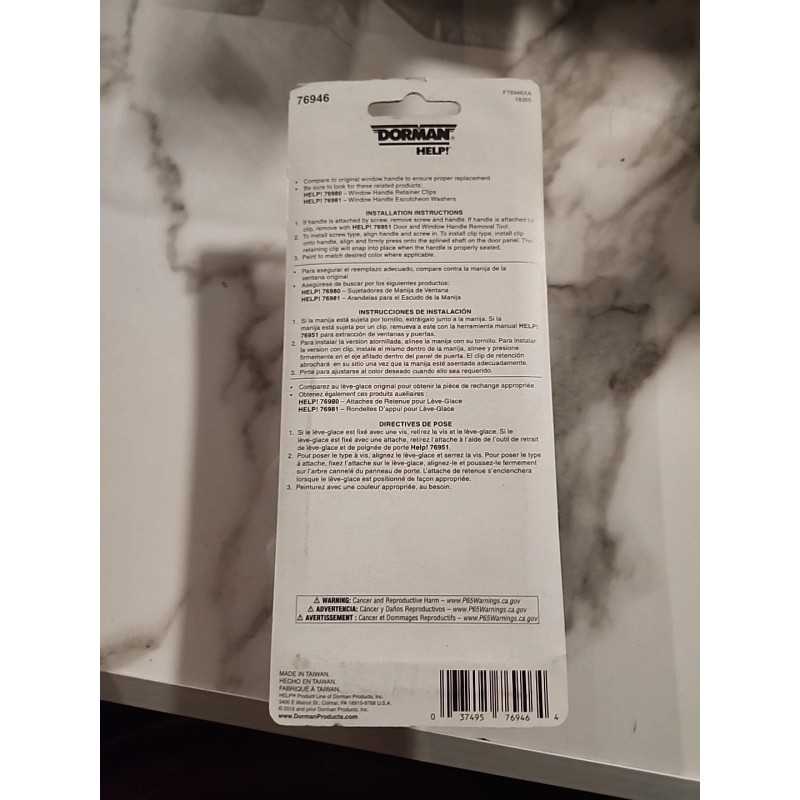 76946
F76946XA
18365
DORMAN®
HELP!®
• Compare to original window handle to ensure proper replacement
• Be sure to look for these related products:
HELP! 76980 – Window Handle Retainer Clips
HELP! 76981 – Window Handle Escutcheon Washers
INSTALLATION INSTRUCTIONS
1. If handle is attached by screw, remove screw and handle. If handle is attached by
clip, remove with HELP! 76951 Door and Window Handle Removal Tool.
2. To install screw type, align handle and screw in. To install clip type, install clip
onto handle, align and firmly press onto the splined shaft on the door panel. The
retaining clip will snap into place when the handle is properly seated.
3. Paint to match desired color where applicable.
• Para asegurar el reemplazo adecuado, compare contra la manija de la
ventana original
• Asegúrese de buscar por los siguientes productos:
HELP! 76980 – Sujetadores de Manija de Ventana
HELP! 76981 – Arandelas para el Escudo de la Manija
INSTRUCCIONES DE INSTALACIÓN
1. Si la manija está sujeta por tornillo, extráigalo junto a la manija. Si la
manija está sujeta por un clip, remueva a este con la herramienta manual HELP!
76951 para extracción de ventanas y puertas.
2. Para instalar la version atornillada, alinee la manija con su tornillo. Para instalar
la version con clip, instale el mismo dentro de la manija, alinee y presione
firmemente en el eje afilado dentro del panel de puerta. El clip de retención
abrochará en su sitio una vez que la manija esté asentada adecuadamente.
3. Pinte para ajustarse al color deseado cuando ello sea requerido.
• Comparez au lève-glace original pour obtenir la pièce de rechange appropriée
• Obtenez également ces produits auxiliaires :
HELP! 76980 – Attaches de Retenue pour Lève-Glace
HELP! 76981 – Rondelles D'appui pour Lève-Glace
DIRECTIVES DE POSE
1. Si le lève-glace est fixé avec une vis, retirez la vis et le lève-glace. Si le
lève-glace est fixé avec une attache, retirez l'attache à l'aide de l'outil de retrait
de lève-glace et de poignée de porte Help! 76951.
2. Pour poser le type à vis, alignez le lève-glace et serrez la vis. Pour poser le type
à attache, fixez l'attache sur le lève-glace, alignez-le et poussez-le fermement
sur l'arbre cannelé du panneau de porte. L'attache de retenue s'enclenchera
lorsque le lève-glace est positionné de façon appropriée.
3. Peinturez avec une couleur appropriée, au besoin.
⚠ WARNING: Cancer and Reproductive Harm – www.P65Warnings.ca.gov
⚠ ADVERTENCIA: Cáncer y Daños Reproductivos – www.P65Warnings.ca.gov
⚠ AVERTISSEMENT : Cancer et Dommages Reproductifs – www.P65Warnings.ca.gov
MADE IN TAIWAN.
HECHO EN TAIWAN.
FABRIQUÉ À TAIWAN.
HELP!® Product Line of Dorman Products, Inc.
3400 E Walnut St., Colmar, PA 18915-9768 U.S.A.
© 2018 and prior Dorman Products, Inc.
www.DormanProducts.com
0 37495 76946 4